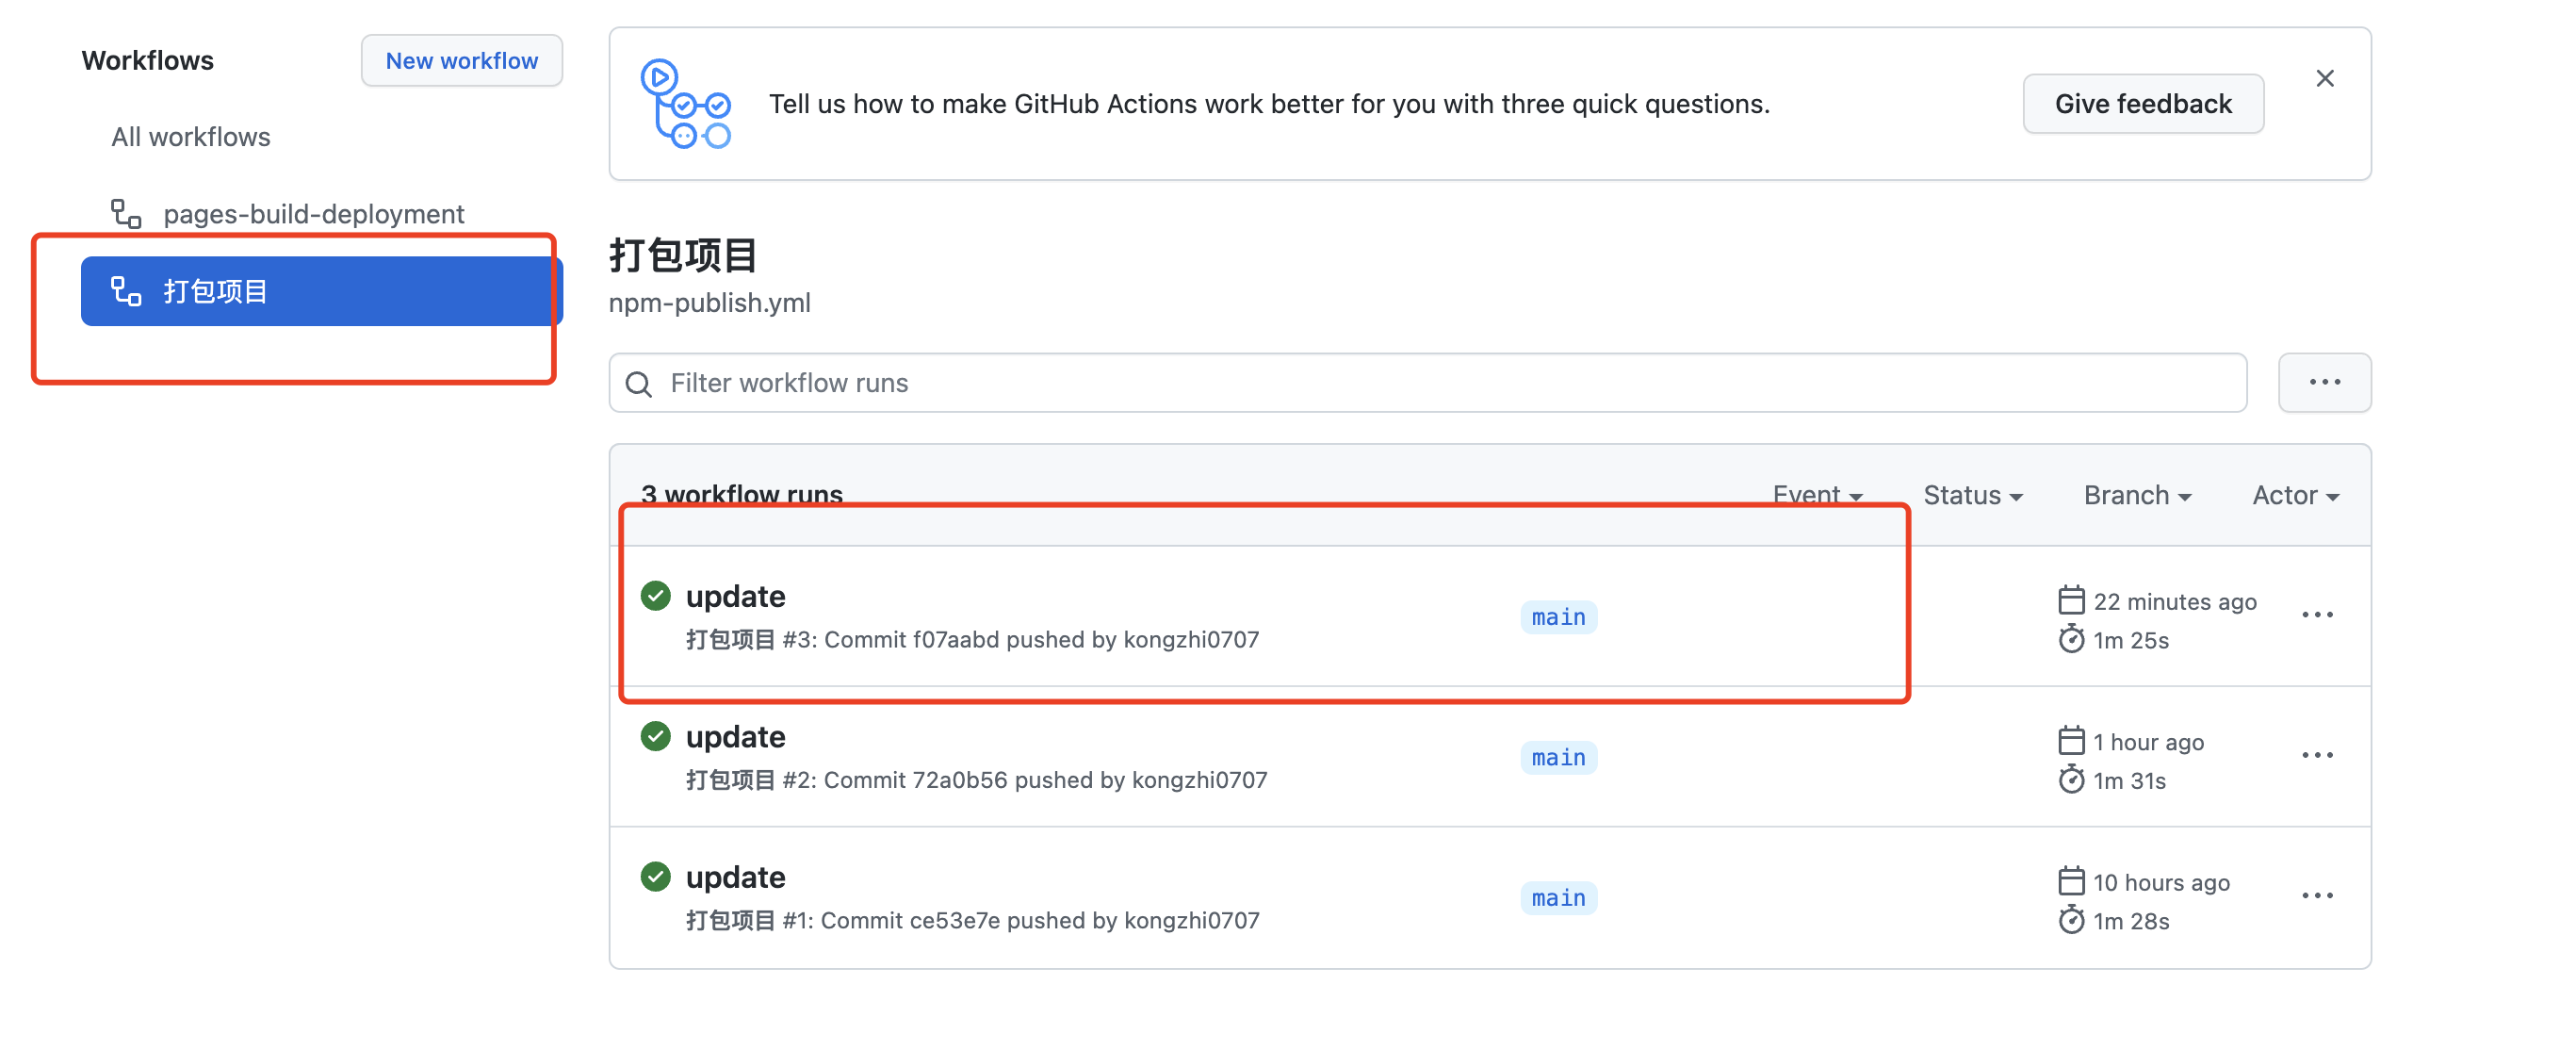 Workflows
New workflow
All workflows
pages-build-deployment
打包项目
Tell us how to make GitHub Actions work better for you with three quick questions.
Give feedback
打包项目
npm-publish.yml
Filter workflow runs
3 workflow runs
Event
Status
Branch
Actor
update
打包项目 #3: Commit f07aabd pushed by kongzhi0707
main
22 minutes ago
1m 25s
update
打包项目 #2: Commit 72a0b56 pushed by kongzhi0707
main
1 hour ago
1m 31s
update
打包项目 #1: Commit ce53e7e pushed by kongzhi0707
main
10 hours ago
1m 28s